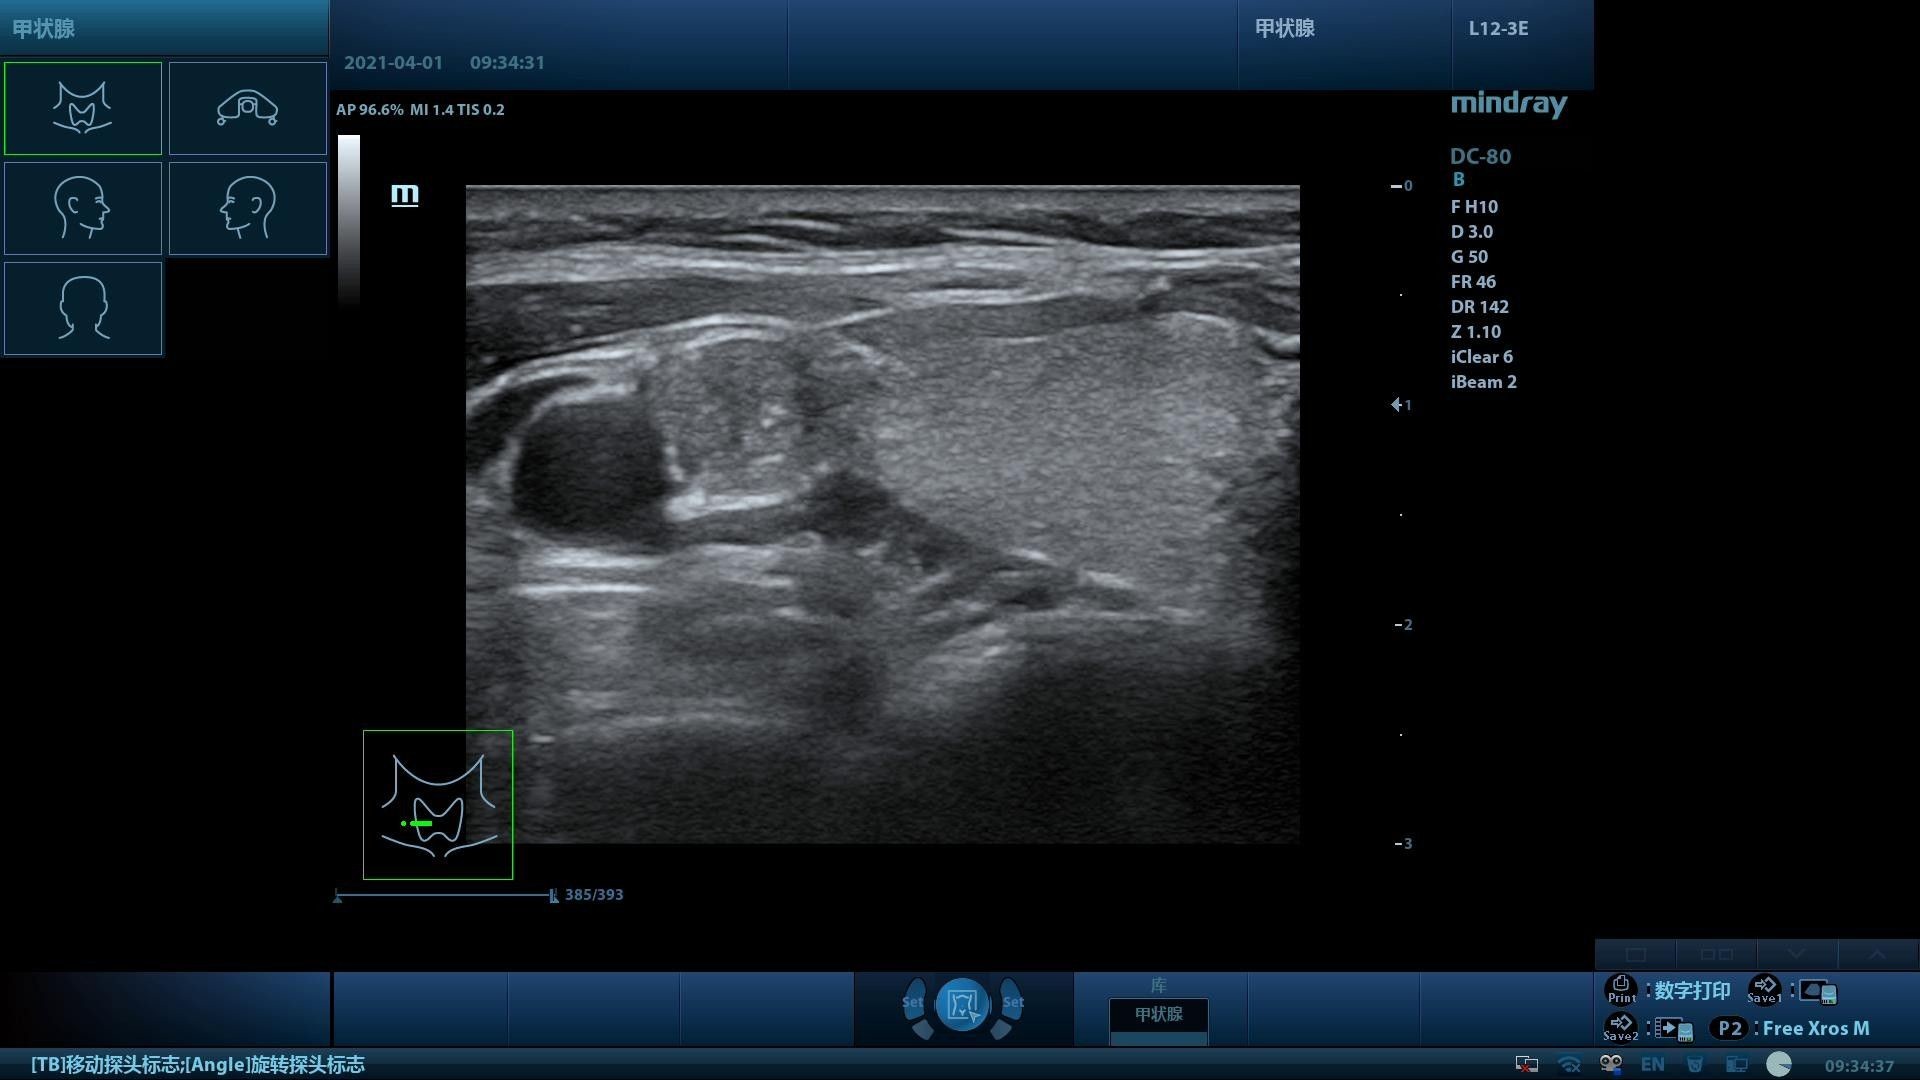 甲状腺
甲状腺
L12-3E
2021-04-01 09:34:31
AP 96.6% MI 1.4 TIS 0.2
mindray
m
DC-80
B
F H10
D 3.0
G 50
FR 46
DR 142
Z 1.10
iClear 6
iBeam 2
0
1
2
3
385/393
Set
Set
库
甲状腺
Print : 数字打印 Save1 :
Save2 : P2 : Free Xros M
[TB]移动探头标志;[Angle]旋转探头标志
EN
09:34:37